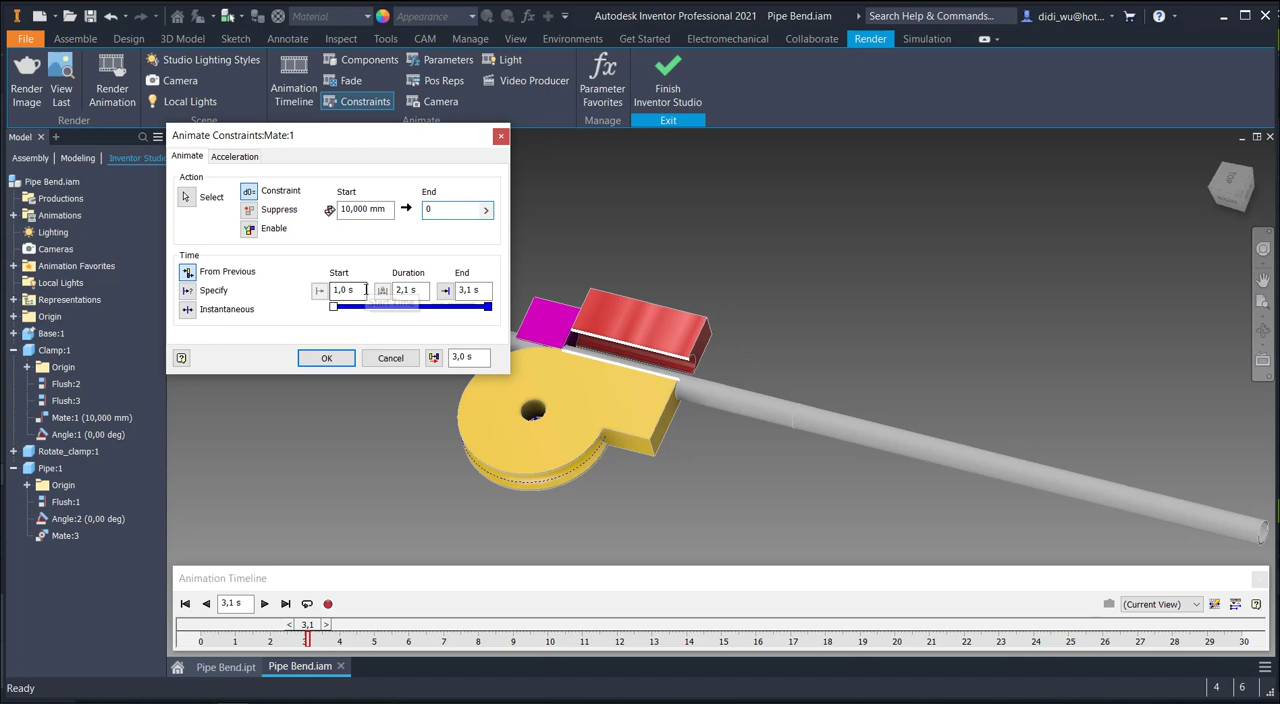 Material
Appearance
Autodesk Inventor Professional 2021 Pipe Bend.iam
Search Help & Commands...
didi_wu@hot...
File
Assemble
Design
3D Model
Sketch
Annotate
Inspect
Tools
CAM
Manage
View
Environments
Get Started
Electromechanical
Collaborate
Render
Simulation
Render Image
View Last
Render Animation
Studio Lighting Styles
Camera
Local Lights
Animation Timeline
Components
Fade
Constraints
Parameters
Pos Reps
Camera
Light
Video Producer
Parameter Favorites
Finish Inventor Studio
Render
Scene
Animate
Manage
Exit
Model
Assembly
Modeling
Inventor Studio
Pipe Bend.iam
Productions
Animations
Lighting
Cameras
Animation Favorites
Local Lights
Representations
Origin
Base:1
Clamp:1
Origin
Flush:2
Flush:3
Mate:1 (10,000 mm)
Angle:1 (0,00 deg)
Rotate_clamp:1
Pipe:1
Origin
Flush:1
Angle:2 (0,00 deg)
Mate:3
Animate Constraints:Mate:1
Animate
Acceleration
Action
Select
Constraint
Suppress
Enable
Start
End
10,000 mm
0
Time
From Previous
Specify
Instantaneous
Start
Duration
End
1,0 s
2,1 s
3,1 s
OK
Cancel
3,0 s
TOP
Animation Timeline
3,1 s
(Current View)
< 3,1 >
0 1 2 3 4 5 6 7 8 9 10 11 12 13 14 15 16 17 18 19 20 21 22 23 24 25 26 27 28 29 30
Pipe Bend.ipt
Pipe Bend.iam
Ready
4 6